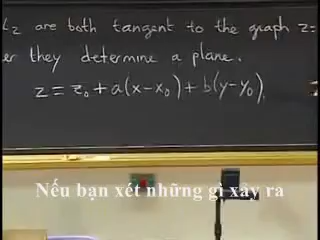 L₂ are both tangent to the graph z=
er they determine a plane.
z = z₀ + a(x-x₀) + b(y-y₀).
Nếu bạn xét những gì xảy ra